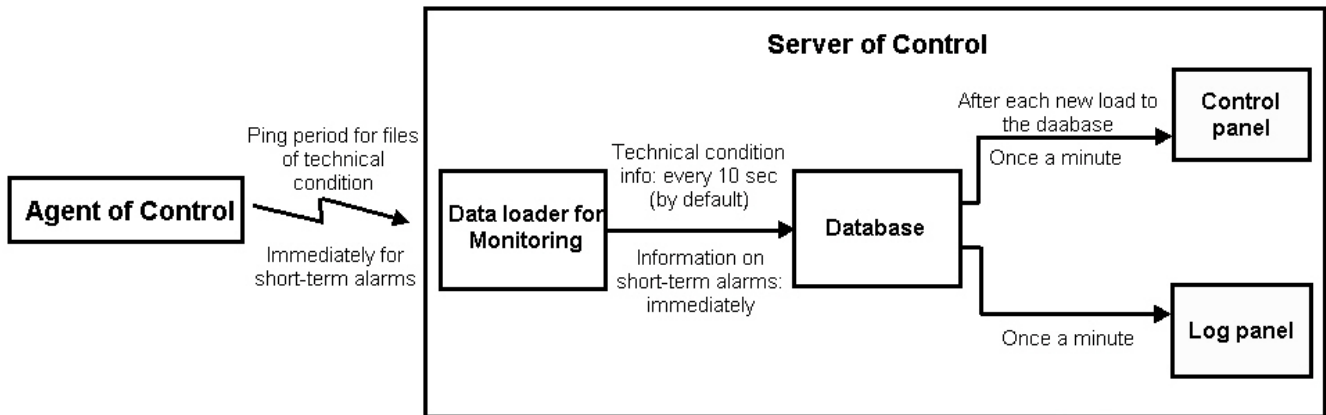 Server of Control
Agent of Control
Ping period for files
of technical
condition
Immediately for
short-term alarms
Data loader for
Monitoring
Technical condition
info: every 10 sec
(by default)
Information on
short-term alarms:
immediately
Database
After each new load to
the daabase
Once a minute
Control
panel
Once a minute
Log panel